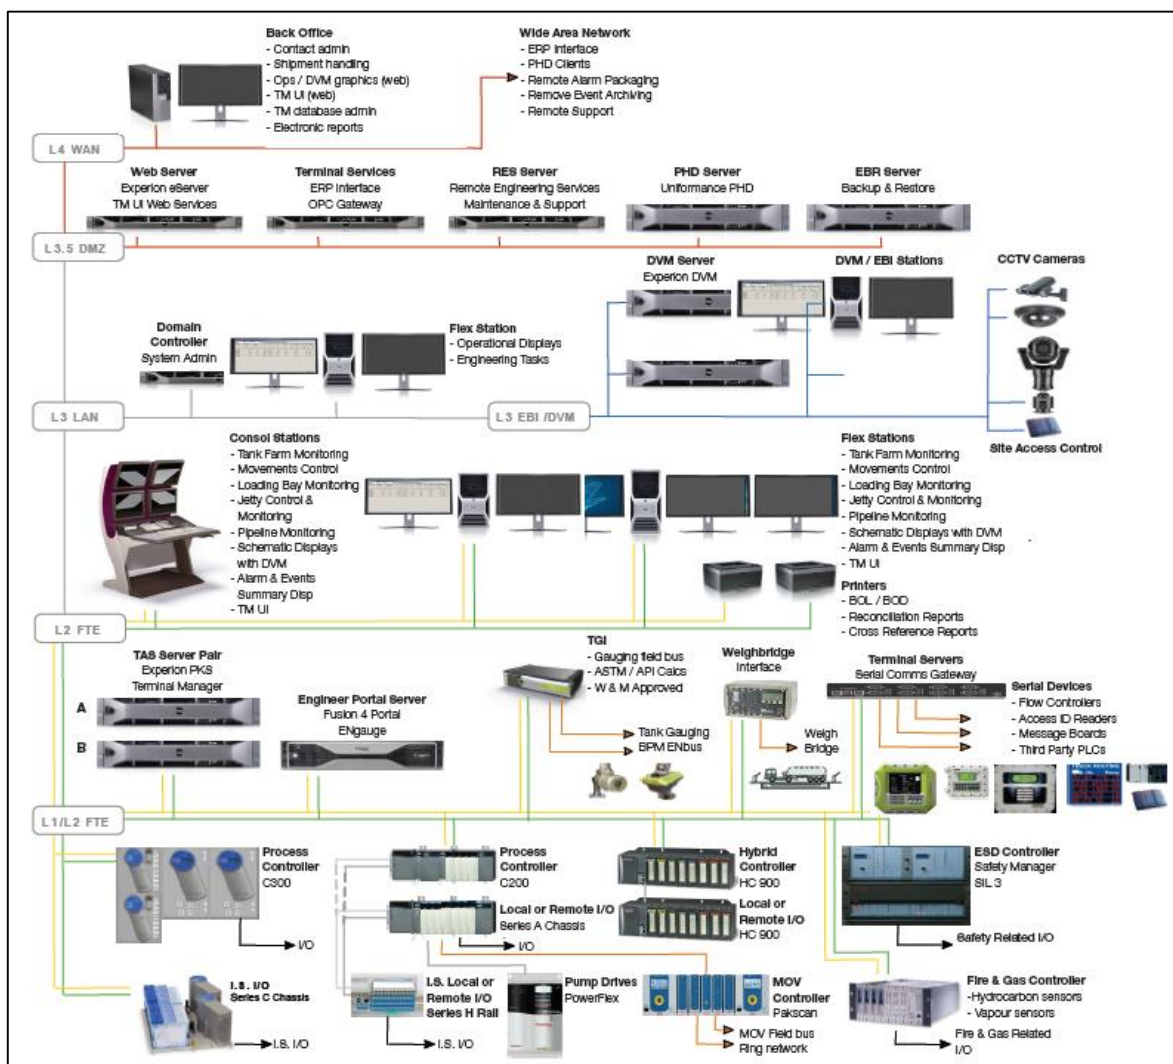 Back Office
- Contact admin
- Shipment handling
- Ops / DVM graphics (web)
- TM UI (web)
- TM database admin
- Electronic reports
Wide Area Network
- ERP Interface
- PHD Clients
- Remote Alarm Packaging
- Remove Event Archiving
- Remote Support
L4 WAN
Web Server
Experion eServer
TM UI Web Services
Terminal Services
ERP Interface
OPC Gateway
RES Server
Remote Engineering Services
Maintenance & Support
PHD Server
Uniformance PHD
EBR Server
Backup & Restore
L3.5 DMZ
DVM Server
Experion DVM
DVM / EBI Stations
CCTV Cameras
Domain
Controller
System Admin
Flex Station
- Operational Displays
- Engineering Tasks
L3 LAN
L3 EBI /DVM
Site Access Control
Consol Stations
- Tank Farm Monitoring
- Movements Control
- Loading Bay Monitoring
- Jetty Control &
Monitoring
- Pipeline Monitoring
- Schematic Displays
with DVM
- Alarm & Events
Summary Disp
- TM UI
Flex Stations
- Tank Farm Monitoring
- Movements Control
- Loading Bay Monitoring
- Jetty Control & Monitoring
- Pipeline Monitoring
- Schematic Displays with DVM
- Alarm & Events Summary Disp
- TM UI
Printers
- BOL / BOD
- Reconciliation Reports
- Cross Reference Reports
L2 FTE
TAS Server Pair
Experion PKS
Terminal Manager
A
B
Engineer Portal Server
Fusion 4 Portal
ENgauge
TGI
- Gauging field bus
- ASTM / API Calcs
- W & M Approved
Tank Gauging
BPM ENbus
Weighbridge
Interface
Weigh
Bridge
Terminal Servers
Serial Comms Gateway
Serial Devices
- Flow Controllers
- Access ID Readers
- Message Boards
- Third Party PLCs
L1/L2 FTE
Process
Controller
C300
I/O
Process
Controller
C200
Local or Remote I/O
Series A Chassis
I/O
Hybrid
Controller
HC 900
Local or
Remote I/O
HC 900
ESD Controller
Safety Manager
SIL 3
Safety Related I/O
I.S. I/O
Series C Chassis
I.S. I/O
I.S. Local or
Remote I/O
Series H Rail
I.S. I/O
Pump Drives
PowerFlex
MOV
Controller
Pakscan
MOV Field bus
Ring network
Fire & Gas Controller
- Hydrocarbon sensors
- Vapour sensors
Fire & Gas Related
I/O